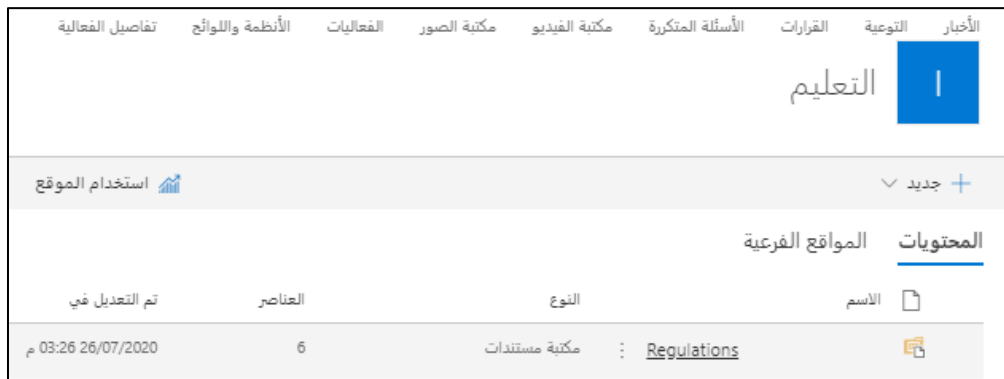 الأخبار التوعية القرارات الأسئلة المتكررة مكتبة الفيديو مكتبة الصور الفعاليات الأنظمة واللوائح تفاصيل الفعالية
ا التعليم
جديد استخدام الموقع
المحتويات المواقع الفرعية
الاسم النوع العناصر تم التعديل في
Regulations مكتبة مستندات 6 26/07/2020 03:26 م